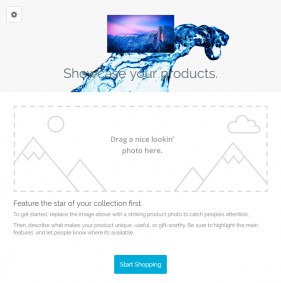 Showcase your products.
Drag a nice lookin'
photo here.
Feature the star of your collection first.
To get started, replace the image above with a striking product photo to catch people's attention.
Then describe what makes your product unique, useful, or gift-worthy. Be sure to highlight the main
features, and let people know where its available.
Start Shopping